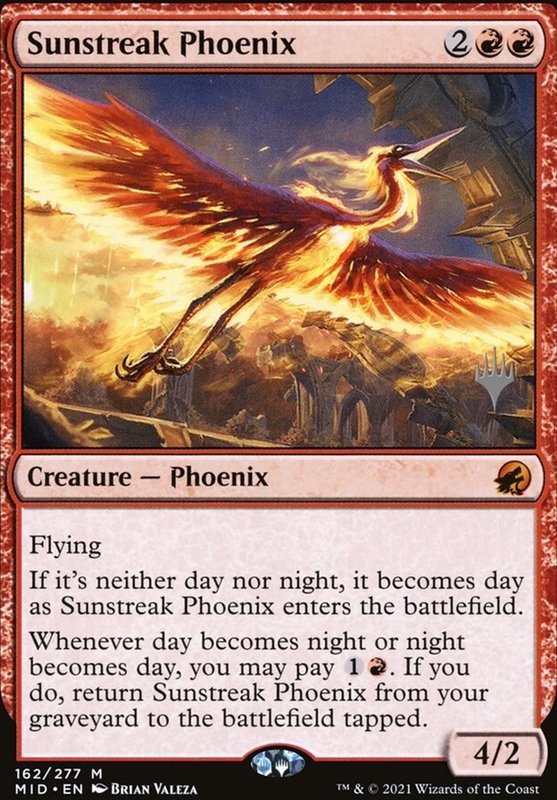 Sunstreak Phoenix 2
Creature — Phoenix
Flying
If it's neither day nor night, it becomes day
as Sunstreak Phoenix enters the battlefield.
Whenever day becomes night or night
becomes day, you may pay 1 . If you
do, return Sunstreak Phoenix from your
graveyard to the battlefield tapped.
4/2
162/277 M
MID • EN Brian Valeza
™ & © 2021 Wizards of the Coast